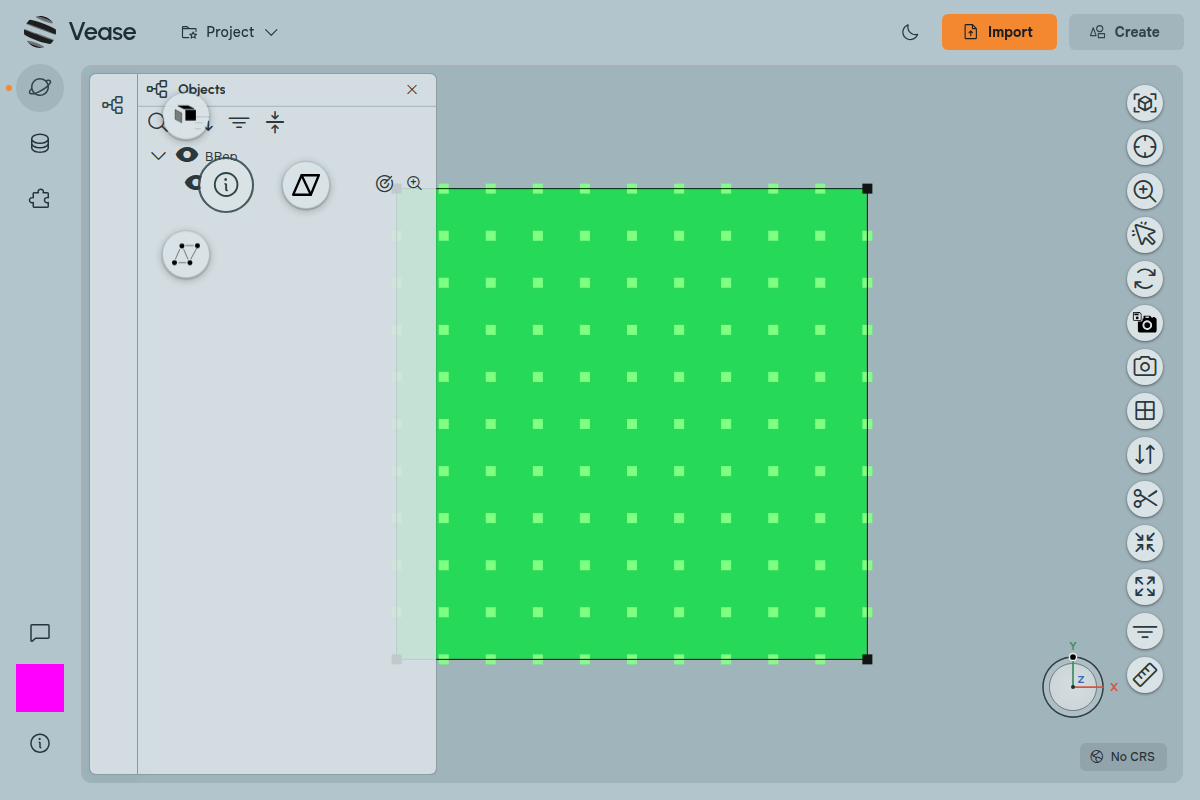 Vease
Project
Import
Create
Objects
BRep
Y
Z
X
No CRS